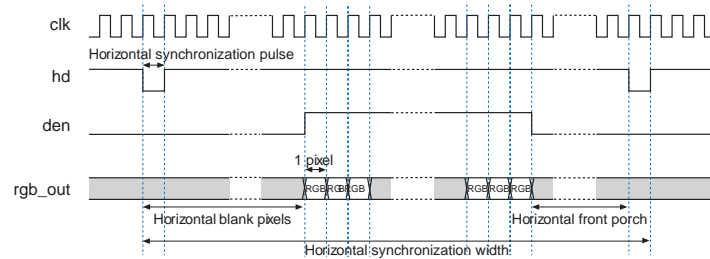 clk
Horizontal synchronization pulse
hd
den
1 pixel
rgb_out
RGB RGB RGB RGB RGB RGB
Horizontal blank pixels
Horizontal front porch
Horizontal synchronization width